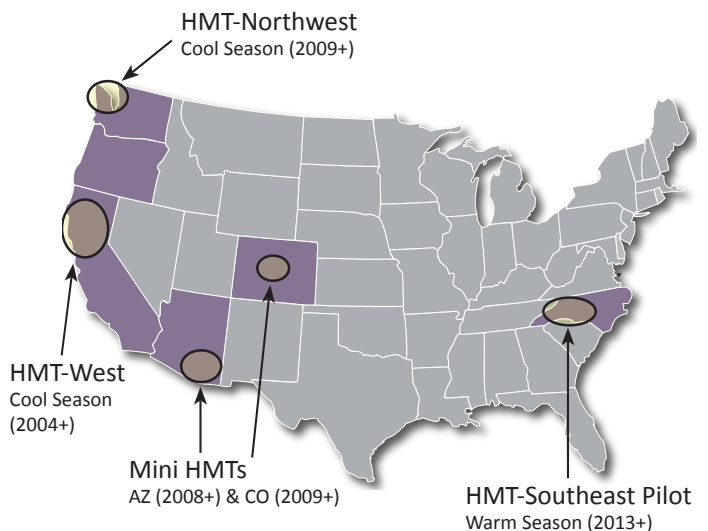 HMT-Northwest
Cool Season (2009+)
HMT-West
Cool Season
(2004+)
Mini HMTs
AZ (2008+) & CO (2009+)
HMT-Southeast Pilot
Warm Season (2013+)